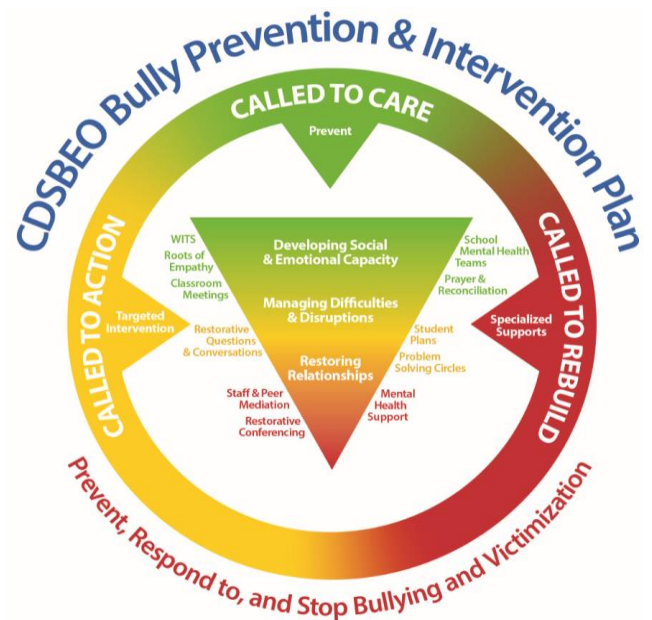 CDSBEO Bully Prevention & Intervention Plan
CALLED TO CARE
Prevent
CALLED TO ACTION
Targeted
Intervention
CALLED TO REBUILD
Specialized
Supports
WITS
Roots of
Empathy
Classroom
Meetings
Developing Social
& Emotional Capacity
School
Mental Health
Teams
Prayer &
Reconciliation
Restorative
Questions
& Conversations
Managing Difficulties
& Disruptions
Student
Plans
Problem
Solving Circles
Staff & Peer
Mediation
Restorative
Conferencing
Restoring
Relationships
Mental
Health
Support
Prevent, Respond to, and Stop Bullying and Victimization